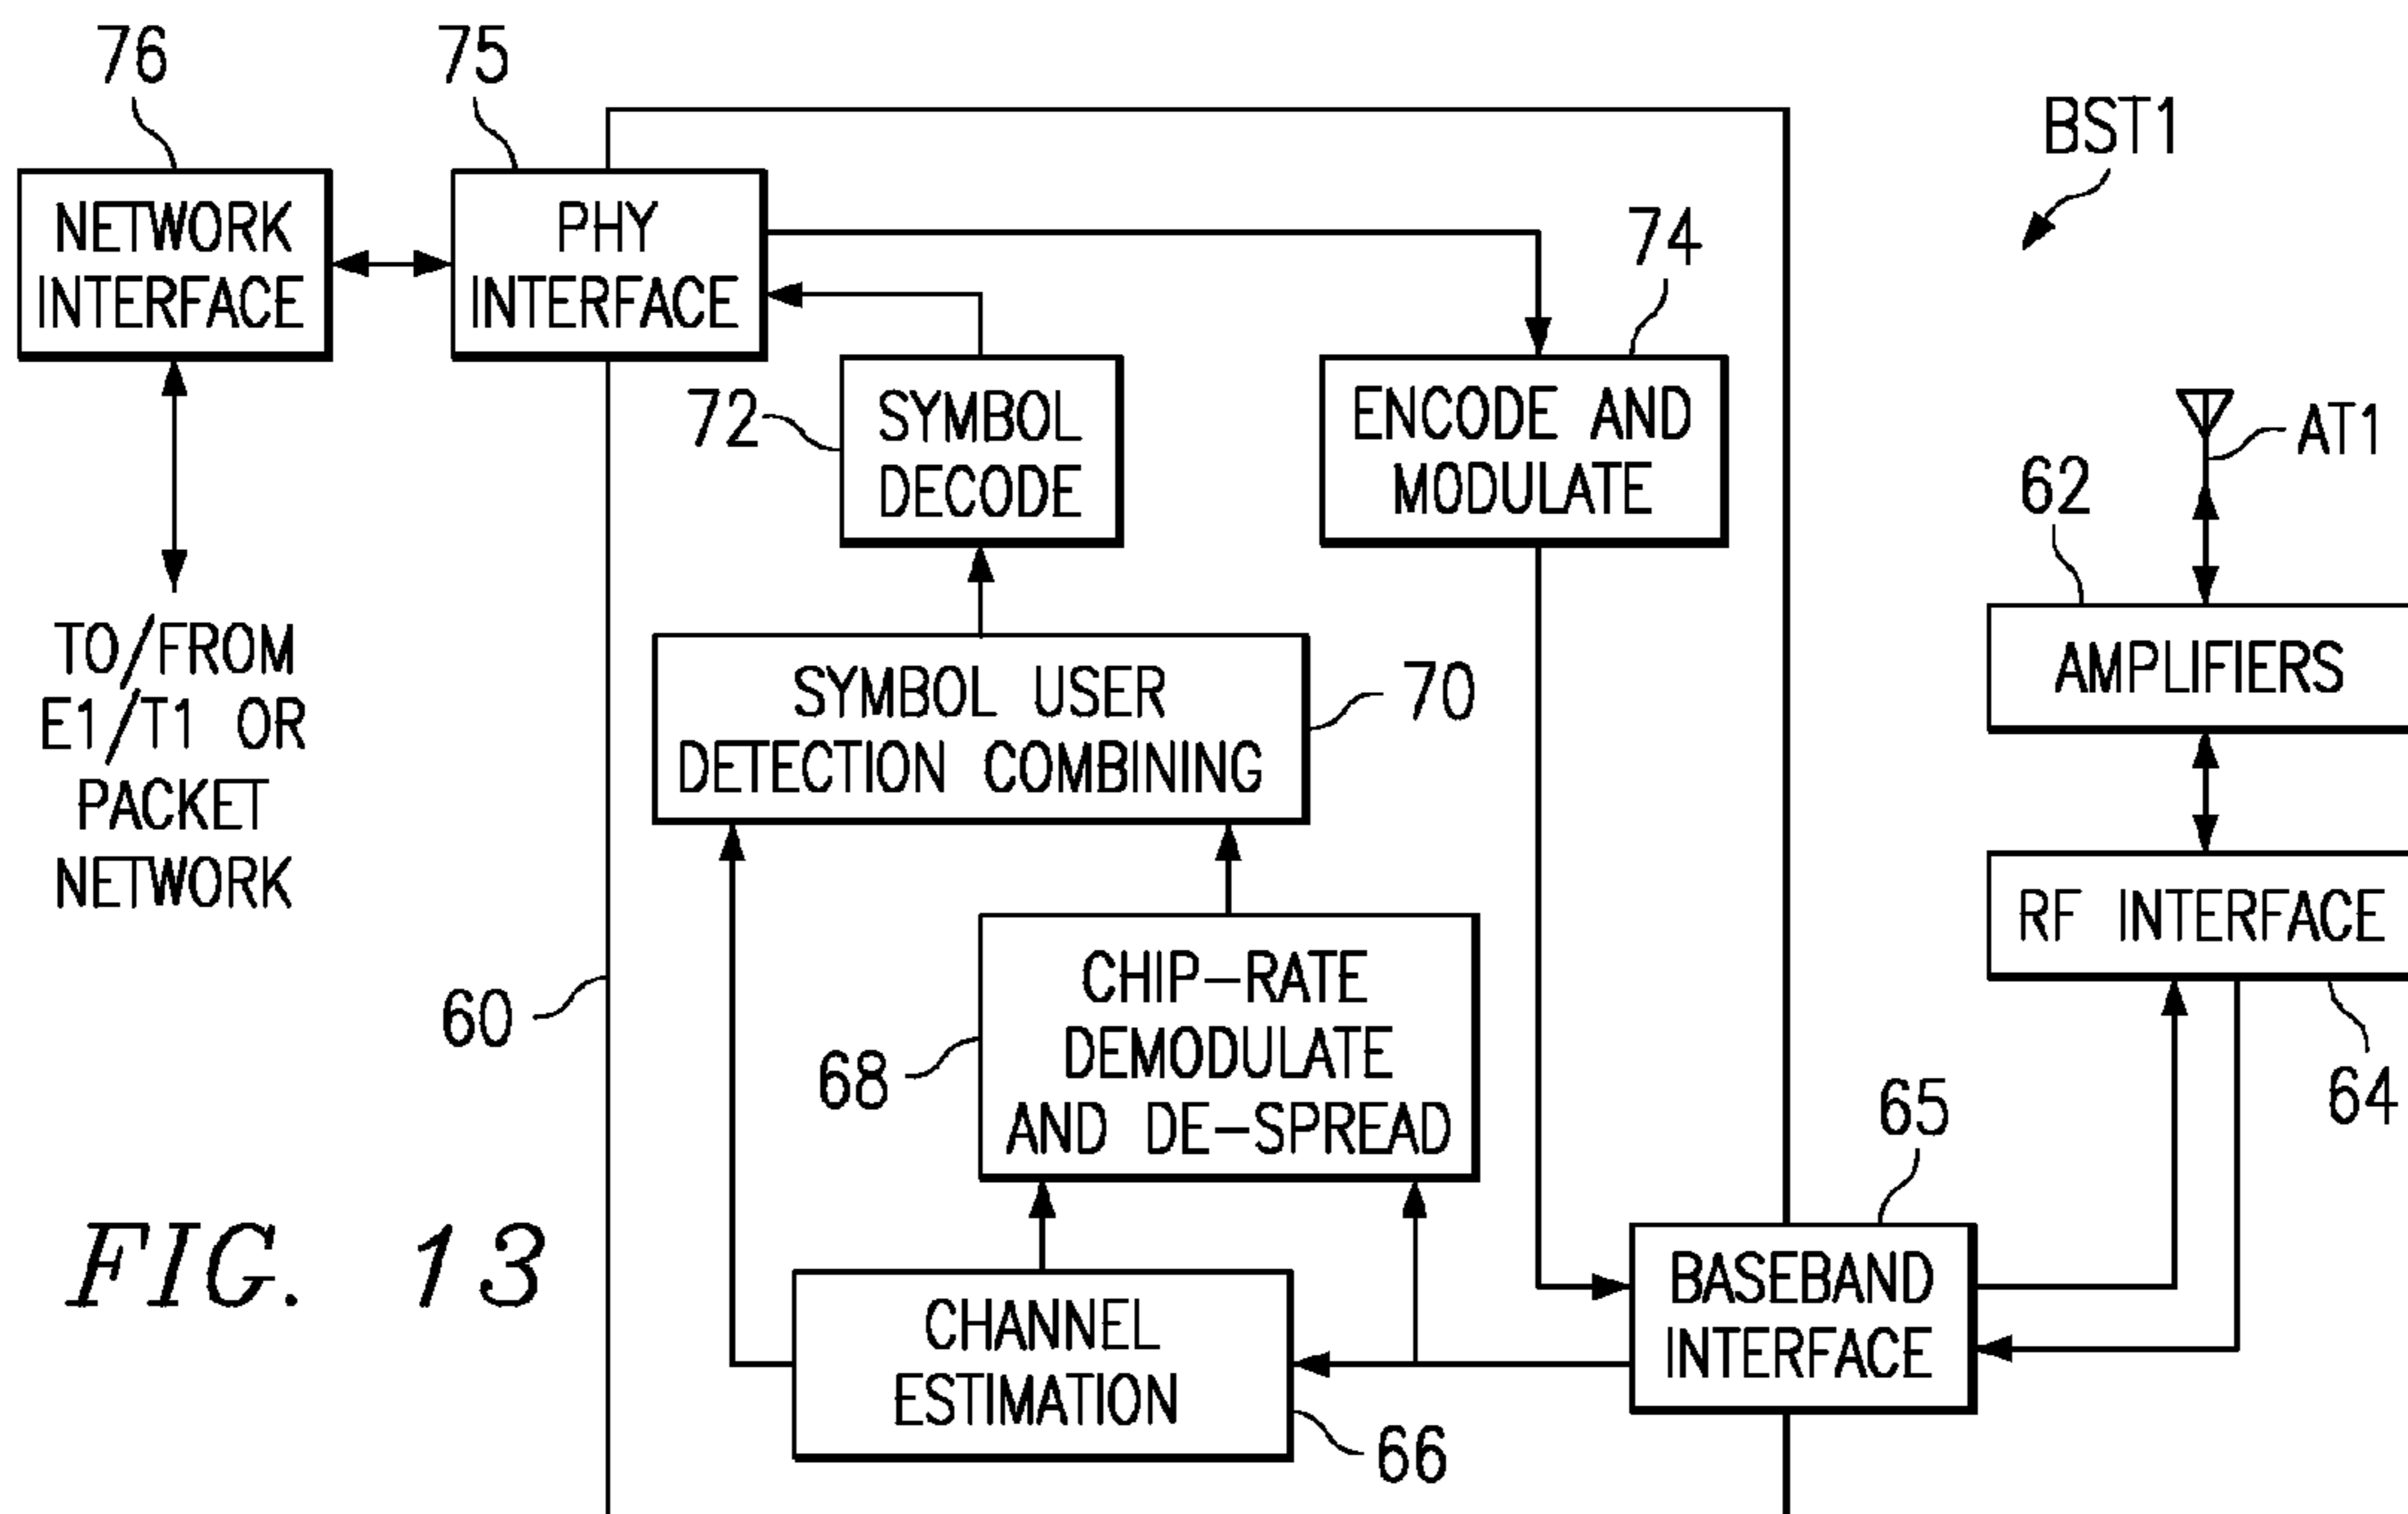 76
75
BST1
NETWORK
INTERFACE
PHY
INTERFACE
74
72
SYMBOL
DECODE
ENCODE AND
MODULATE
AT1
62
TO/FROM
E1/T1 OR
PACKET
NETWORK
SYMBOL USER
DETECTION COMBINING
70
AMPLIFIERS
RF INTERFACE
60
68
CHIP-RATE
DEMODULATE
AND DE-SPREAD
64
65
FIG. 13
CHANNEL
ESTIMATION
66
BASEBAND
INTERFACE